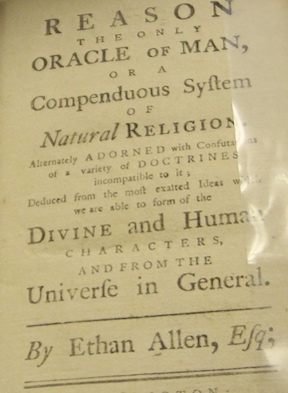 REASON
THE ONLY
ORACLE OF MAN,
OR A
Compenduous Syſtem
OF
Natural RELIGION.
Alternately ADORNED with Confutations
of a variety of DOCTRINES
incompatible to it;
Deduced from the moſt exalted Ideas
we are able to form of the
DIVINE and Human
CHARACTERS,
AND FROM THE
Univerſe in General.
By Ethan Allen, Eſq;